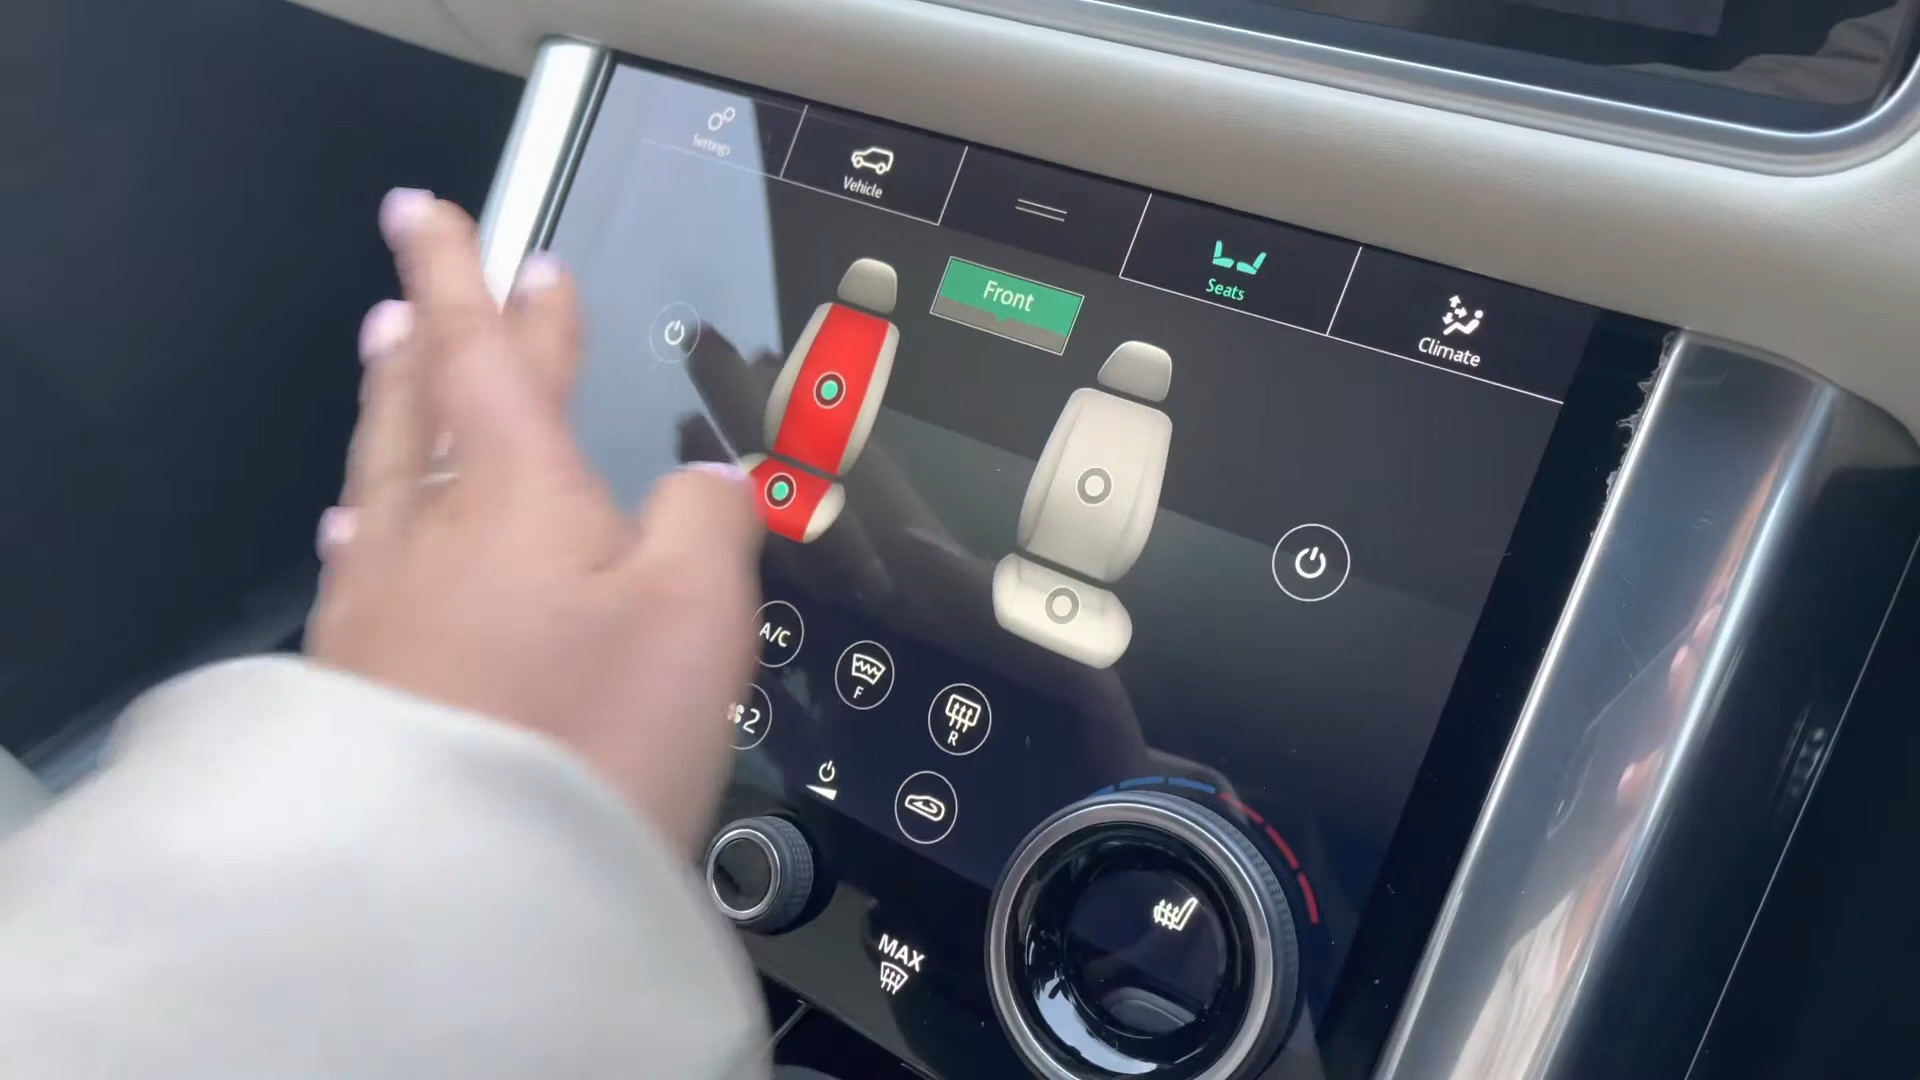 Settings
Vehicle
Seats
Climate
Front
A/C
F
2
R
MAX